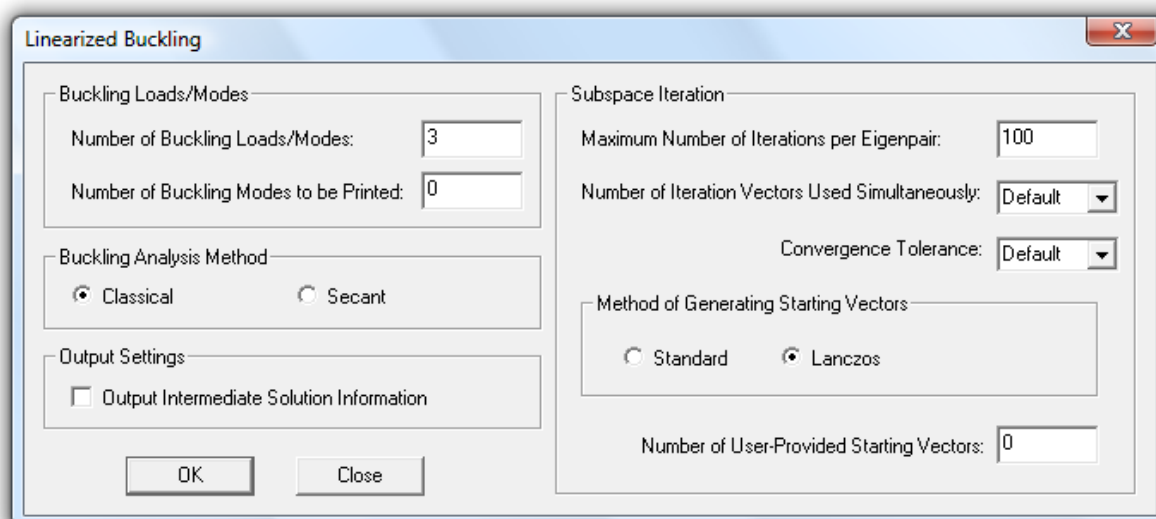 Linearized Buckling
Buckling Loads/Modes
Number of Buckling Loads/Modes: 3
Number of Buckling Modes to be Printed: 0
Buckling Analysis Method
Classical Secant
Output Settings
Output Intermediate Solution Information
OK Close
Subspace Iteration
Maximum Number of Iterations per Eigenpair: 100
Number of Iteration Vectors Used Simultaneously: Default
Convergence Tolerance: Default
Method of Generating Starting Vectors
Standard Lanczos
Number of User-Provided Starting Vectors: 0